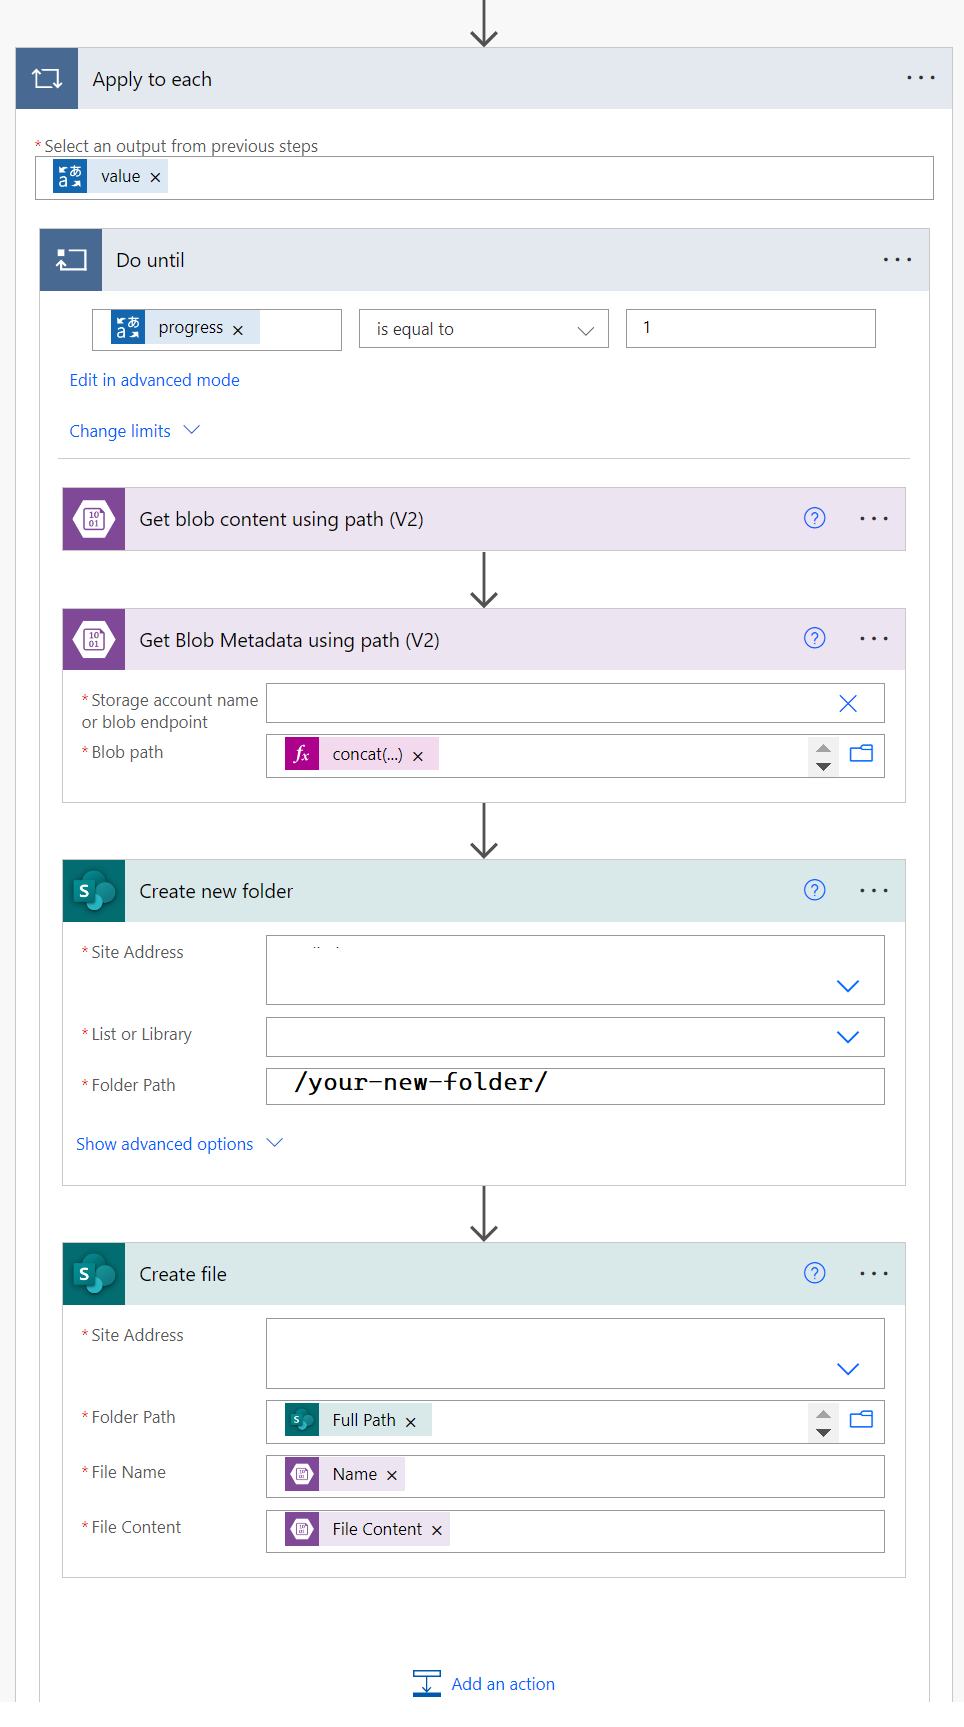 Apply to each
* Select an output from previous steps
value ×
Do until
progress ×
is equal to
1
Edit in advanced mode
Change limits
Get blob content using path (V2)
Get Blob Metadata using path (V2)
* Storage account name
or blob endpoint
* Blob path
fx concat(...) ×
Create new folder
* Site Address
* List or Library
* Folder Path
/your-new-folder/
Show advanced options
Create file
* Site Address
* Folder Path
Full Path ×
* File Name
Name ×
* File Content
File Content ×
Add an action